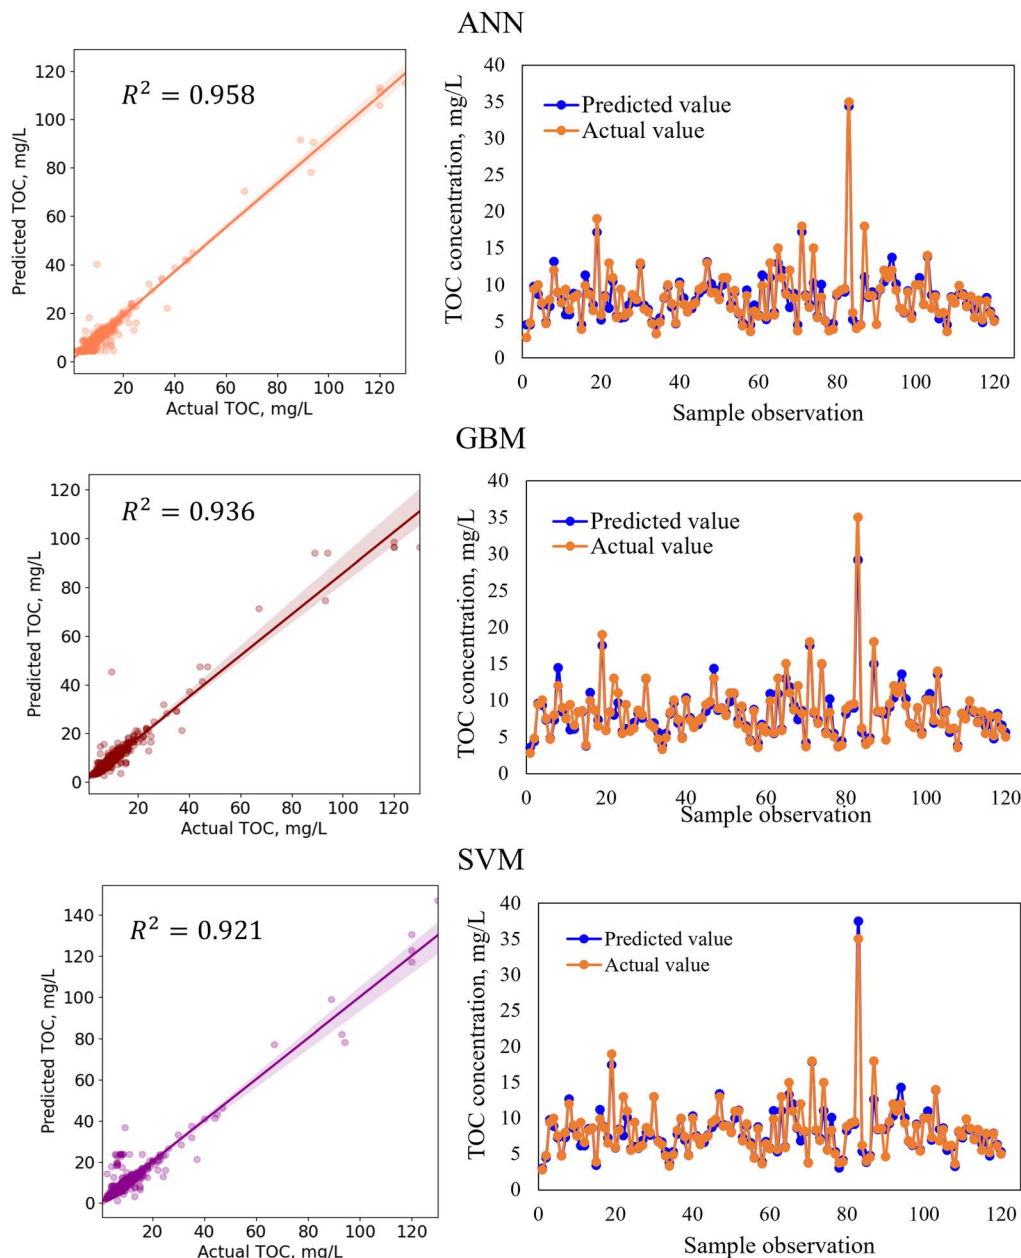 ANN
R² = 0.958
Predicted TOC, mg/L
120
100
80
60
40
20
0
20 40 60 80 100 120
Actual TOC, mg/L
TOC concentration, mg/L
40
35
30
25
20
15
10
5
0
Predicted value
Actual value
0 20 40 60 80 100 120
Sample observation
GBM
R² = 0.936
Predicted TOC, mg/L
120
100
80
60
40
20
0
20 40 60 80 100 120
Actual TOC, mg/L
TOC concentration, mg/L
40
35
30
25
20
15
10
5
0
Predicted value
Actual value
0 20 40 60 80 100 120
Sample observation
SVM
R² = 0.921
Predicted TOC, mg/L
140
120
100
80
60
40
20
0
20 40 60 80 100 120
Actual TOC, mg/L
TOC concentration, mg/L
40
35
30
25
20
15
10
5
0
Predicted value
Actual value
0 20 40 60 80 100 120
Sample observation